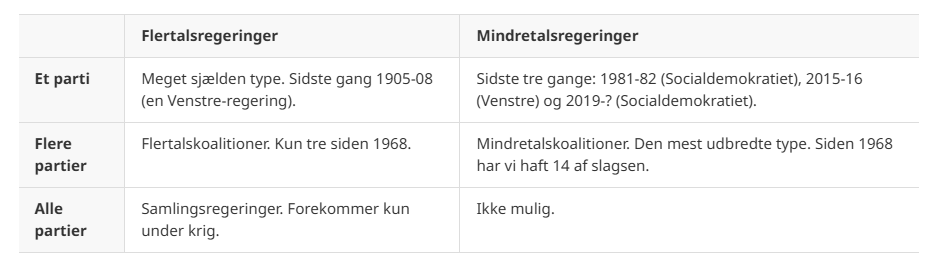 Flertalsregeringer Mindretalsregeringer
Et parti Meget sjælden type. Sidste gang 1905-08 Sidste tre gange: 1981-82 (Socialdemokratiet), 2015-16
(en Venstre-regering). (Venstre) og 2019-? (Socialdemokratiet).
Flere Flertalskoalitioner. Kun tre siden 1968. Mindretalskoalitioner. Den mest udbredte type. Siden 1968
partier har vi haft 14 af slagsen.
Alle Samlingsregeringer. Forekommer kun Ikke mulig.
partier under krig.